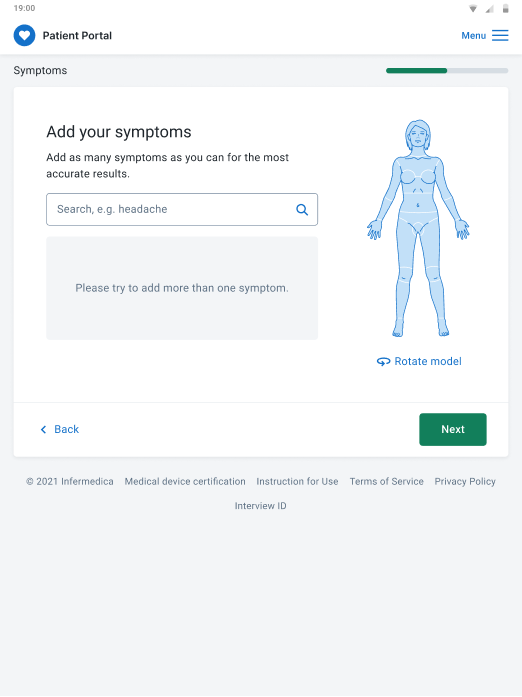 19:00
Patient Portal
Menu
Symptoms
Add your symptoms
Add as many symptoms as you can for the most
accurate results.
Search, e.g. headache
Please try to add more than one symptom.
Rotate model
Back
Next
© 2021 Infermedica Medical device certification Instruction for Use Terms of Service Privacy Policy
Interview ID